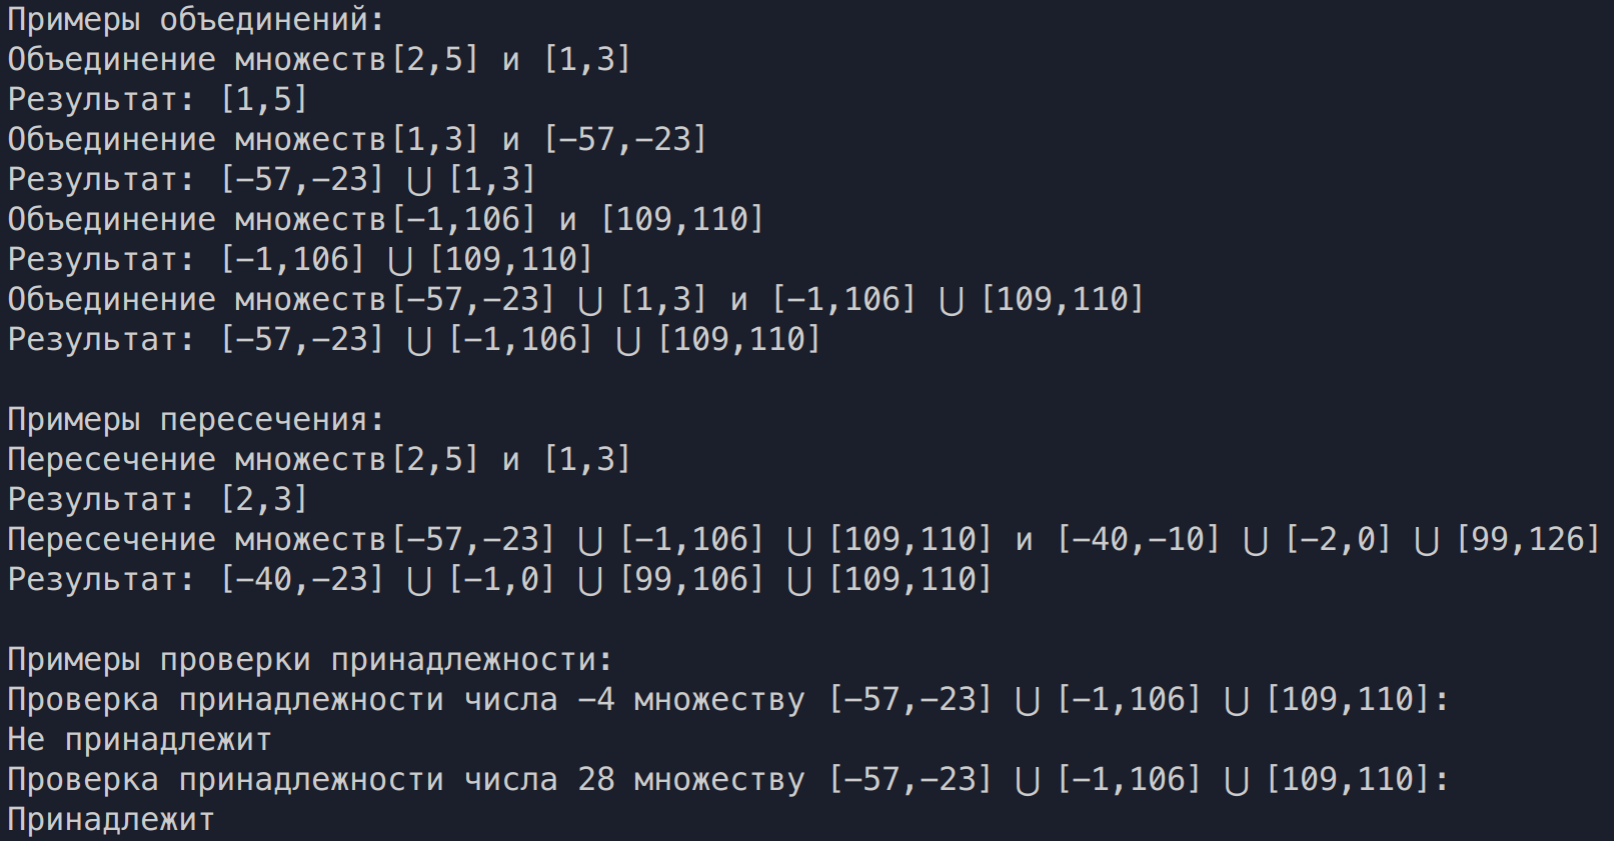 Примеры объединений:
Объединение множеств[2,5] и [1,3]
Результат: [1,5]
Объединение множеств[1,3] и [−57,−23]
Результат: [−57,−23] ⋃ [1,3]
Объединение множеств[−1,106] и [109,110]
Результат: [−1,106] ⋃ [109,110]
Объединение множеств[−57,−23] ⋃ [1,3] и [−1,106] ⋃ [109,110]
Результат: [−57,−23] ⋃ [−1,106] ⋃ [109,110]

Примеры пересечения:
Пересечение множеств[2,5] и [1,3]
Результат: [2,3]
Пересечение множеств[−57,−23] ⋃ [−1,106] ⋃ [109,110] и [−40,−10] ⋃ [−2,0] ⋃ [99,126]
Результат: [−40,−23] ⋃ [−1,0] ⋃ [99,106] ⋃ [109,110]

Примеры проверки принадлежности:
Проверка принадлежности числа −4 множеству [−57,−23] ⋃ [−1,106] ⋃ [109,110]:
Не принадлежит
Проверка принадлежности числа 28 множеству [−57,−23] ⋃ [−1,106] ⋃ [109,110]:
Принадлежит